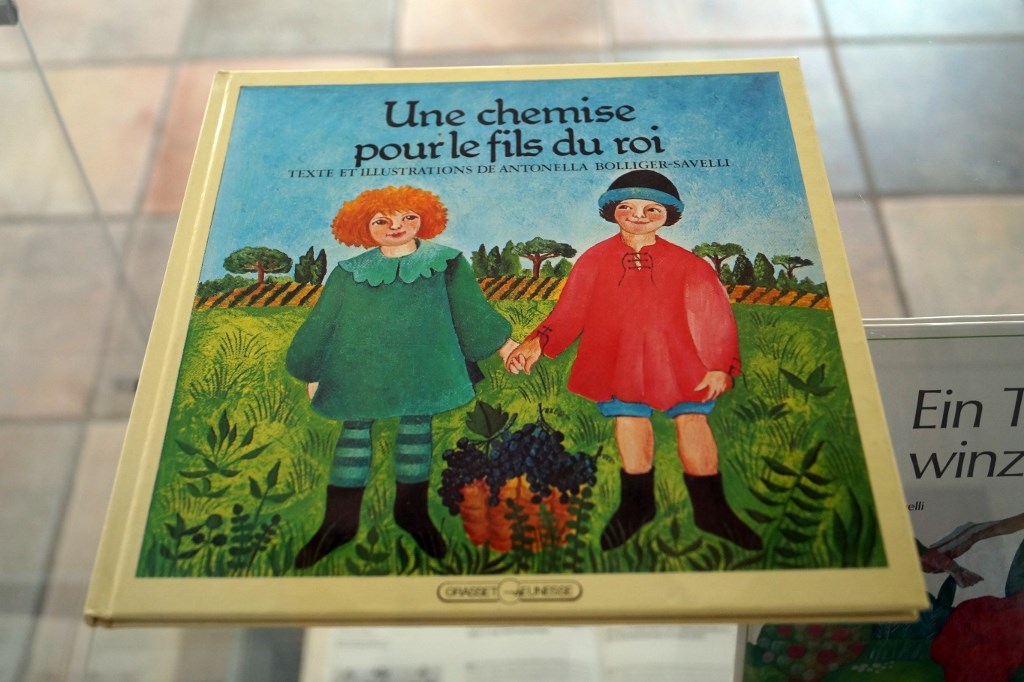 Une chemise
pour le fils du roi
TEXTE ET ILLUSTRATIONS DE ANTONELLA BOLLIGER-SAVELLI
GRASSET JEUNESSE
Ein T
winz
elli